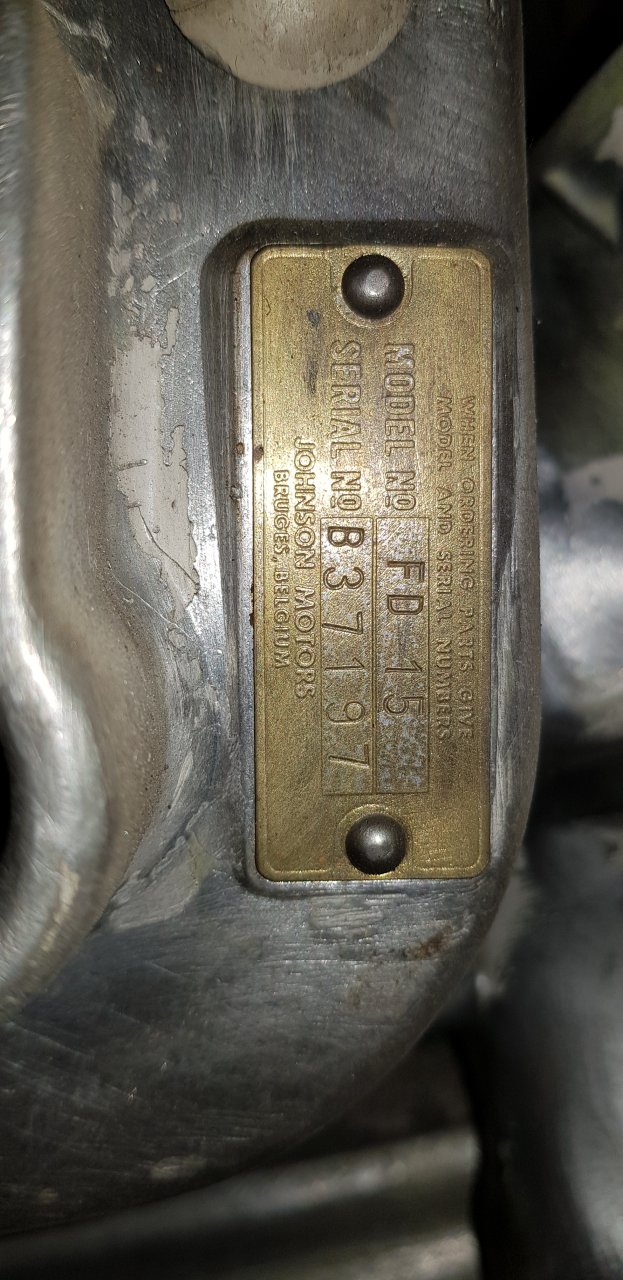 WHEN ORDERING PARTS GIVE
MODEL AND SERIAL NUMBERS
MODEL Nº FD 15
SERIAL Nº B37197
JOHNSON MOTORS
BRUGES, BELGIUM